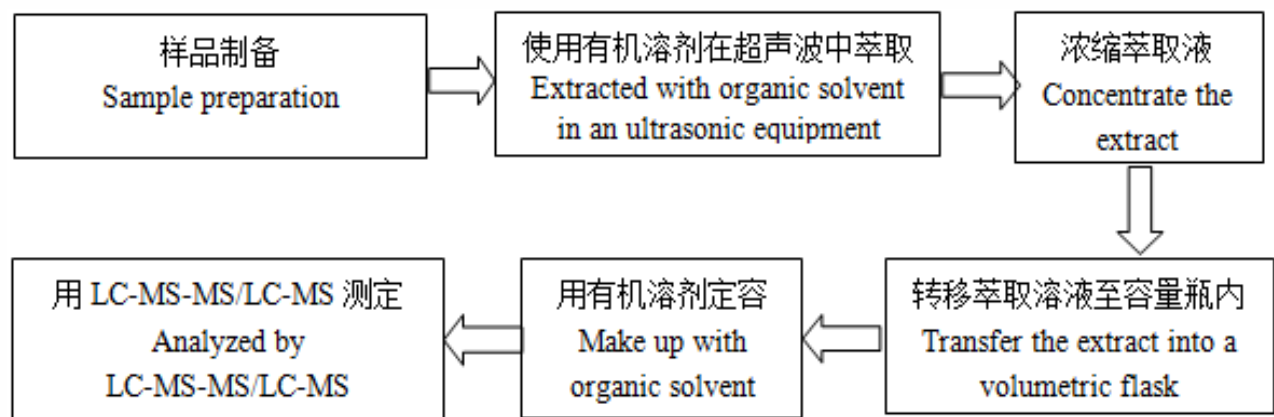 样品制备
Sample preparation
使用有机溶剂在超声波中萃取
Extracted with organic solvent
in an ultrasonic equipment
浓缩萃取液
Concentrate the
extract
转移萃取溶液至容量瓶内
Transfer the extract into a
volumetric flask
用有机溶剂定容
Make up with
organic solvent
用 LC-MS-MS/LC-MS 测定
Analyzed by
LC-MS-MS/LC-MS